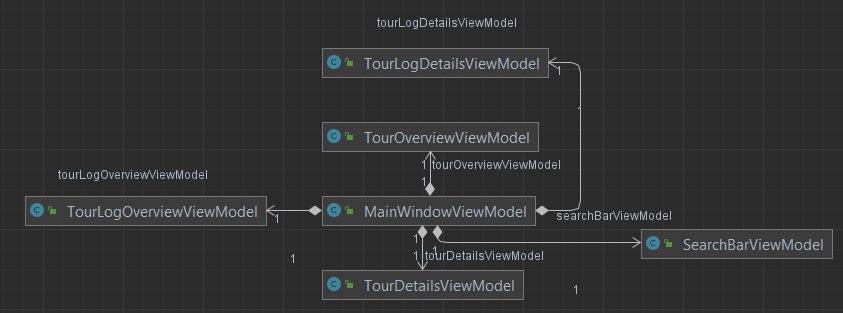 tourLogDetailsViewModel
C TourLogDetailsViewModel
1
1
C TourOverviewViewModel
1 tourOverviewViewModel
tourLogOverviewViewModel
1
C TourLogOverviewViewModel
1
C MainWindowViewModel
searchBarViewModel
1
1
C SearchBarViewModel
1 tourDetailsViewModel
1
C TourDetailsViewModel
1